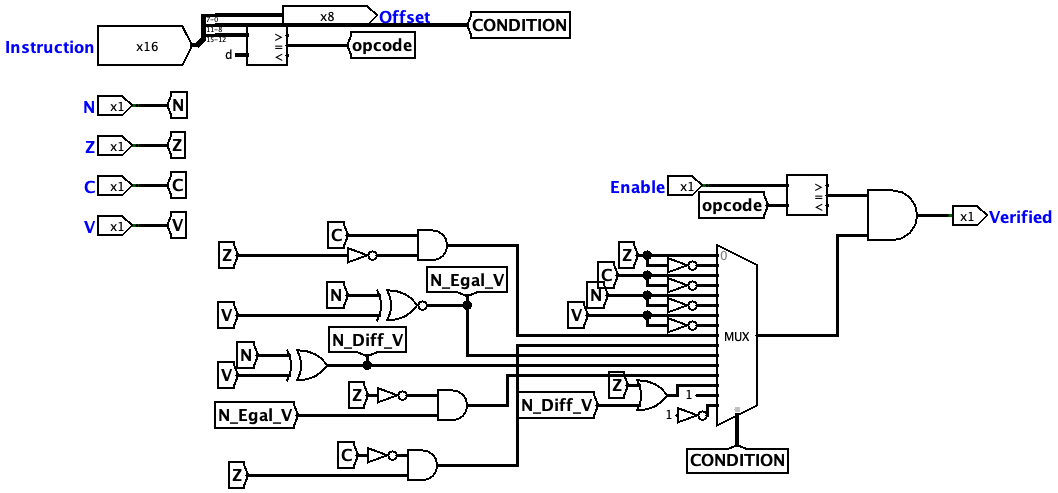 x8
Offset
CONDITION
7-0
11-8
15-12
Instruction
x16
>
=
<
opcode
d
N
x1
N
Z
x1
Z
C
x1
C
V
x1
V
Enable
x1
opcode
>
=
<
x1
Verified
C
Z
N_Egal_V
N
V
N_Diff_V
N
V
Z
N_Egal_V
C
Z
Z
C
N
V
0
MUX
Z
N_Diff_V
1
1
CONDITION